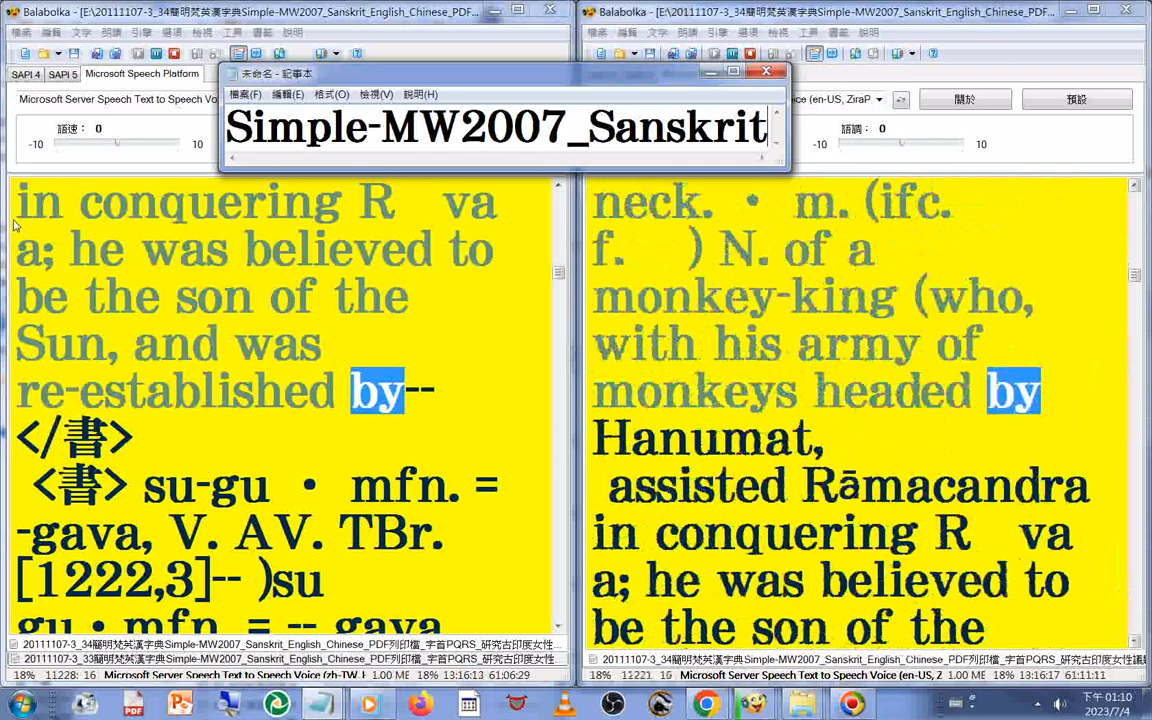 Balabolka - [E:\20111107-3_34簡明梵英漢字典Simple-MW2007_Sanskrit_English_Chinese_PDF...
檔案 編輯 文字 朗讀 引擎 選項 檢視 工具 書籤 說明
SAPI 4 SAPI 5 Microsoft Speech Platform
Microsoft Server Speech Text to Speech Vo
語速： 0
-10 10
in conquering R va
a; he was believed to
be the son of the
Sun, and was
re-established by--
</書>
<書> su-gu • mfn. =
-gava, V. AV. TBr.
[1222,3]-- )su
gu • mfn. = -- gava,
20111107-3_34簡明梵英漢字典Simple-MW2007_Sanskrit_English_Chinese_PDF列印檔_字首PQRS_研究古印度女性...
20111107-3_33簡明梵英漢字典Simple-MW2007_Sanskrit_English_Chinese_PDF列印檔_字首PQRS_研究古印度女性...
18% 11228: 16 Microsoft Server Speech Text to Speech Voice (zh-TW, 1.00 MB 18% 13:16:13 61:06:29
未命名 - 記事本
檔案(F) 編輯(E) 格式(O) 檢視(V) 說明(H)
Simple-MW2007_Sanskrit
Balabolka - [E:\20111107-3_34簡明梵英漢字典Simple-MW2007_Sanskrit_English_Chinese_PDF...
檔案 編輯 文字 朗讀 引擎 選項 檢視 工具 書籤 說明
ice (en-US, ZiraP 關於 預設
語調： 0
-10 10
neck. • m. (ifc.
f. ) N. of a
monkey-king (who,
with his army of
monkeys headed by
Hanumat,
assisted Rāmacandra
in conquering R va
a; he was believed to
be the son of the
20111107-3_34簡明梵英漢字典Simple-MW2007_Sanskrit_English_Chinese_PDF列印檔_字首PQRS_研究古印度女性議
18% 11221: 16 Microsoft Server Speech Text to Speech Voice (en-US, Z 1.00 MB 18% 13:16:17 61:11:11
下午 01:10
2023/7/4